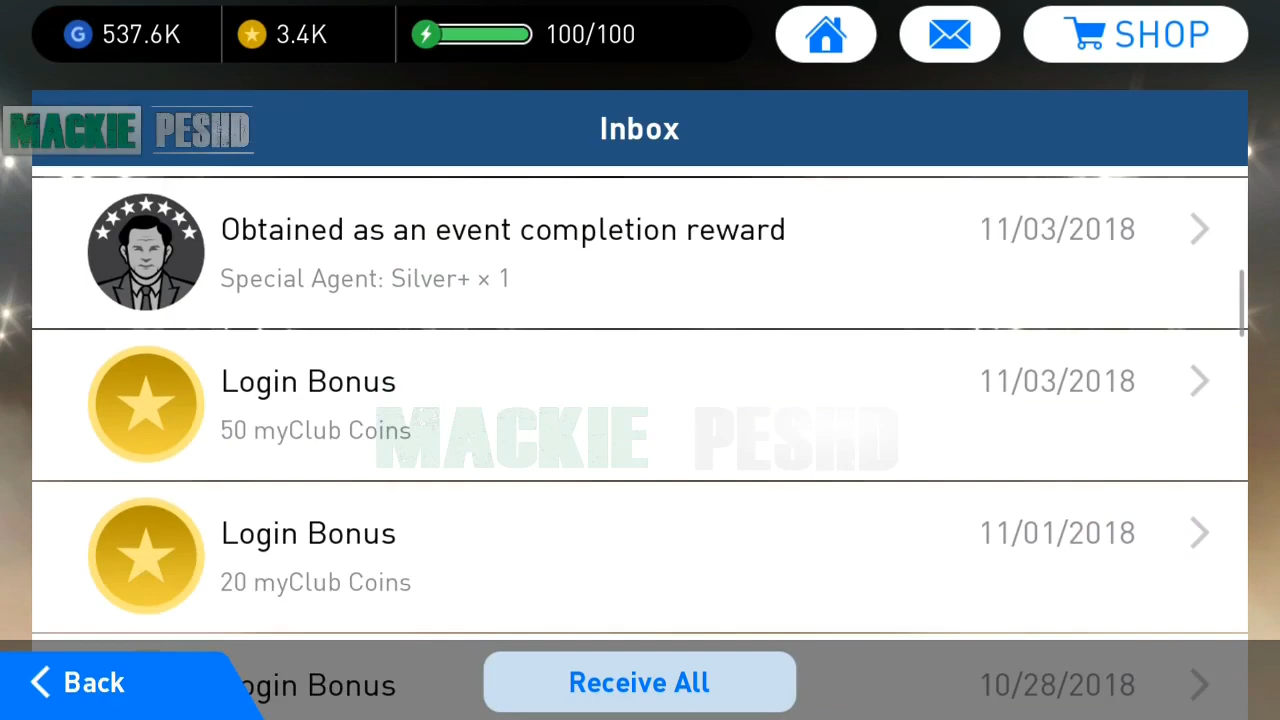 G 537.6K 3.4K 100/100 SHOP
MACKIE PESHD
Inbox
Obtained as an event completion reward 11/03/2018
Special Agent: Silver+ × 1
Login Bonus 11/03/2018
50 myClub Coins
MACKIE PESHD
Login Bonus 11/01/2018
20 myClub Coins
Login Bonus 10/28/2018
Back
Receive All